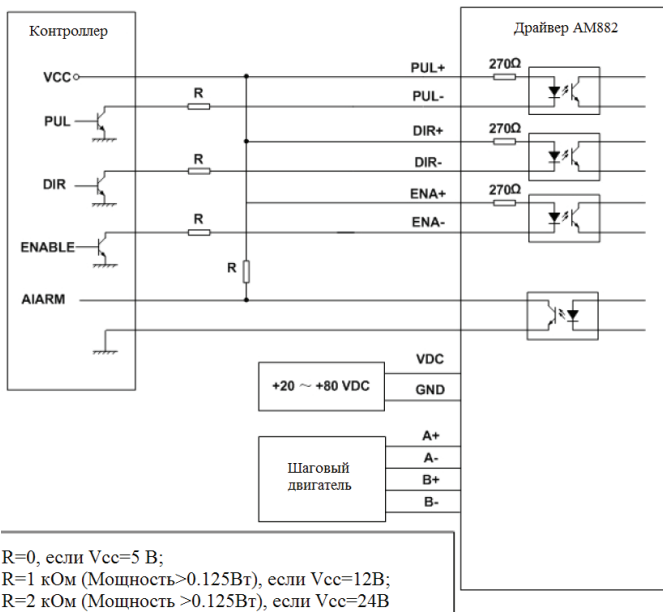 Контроллер
Драйвер AM882
VCC
PUL+
270Ω
R
PUL-
PUL
DIR+
270Ω
R
DIR-
DIR
ENA+
270Ω
R
ENA-
ENABLE
R
AIARM
VDC
+20 ～ +80 VDC
GND
A+
Шаговый
двигатель
A-
B+
B-
R=0, если Vcc=5 В;
R=1 кОм (Мощность>0.125Вт), если Vcc=12В;
R=2 кОм (Мощность >0.125Вт), если Vcc=24В